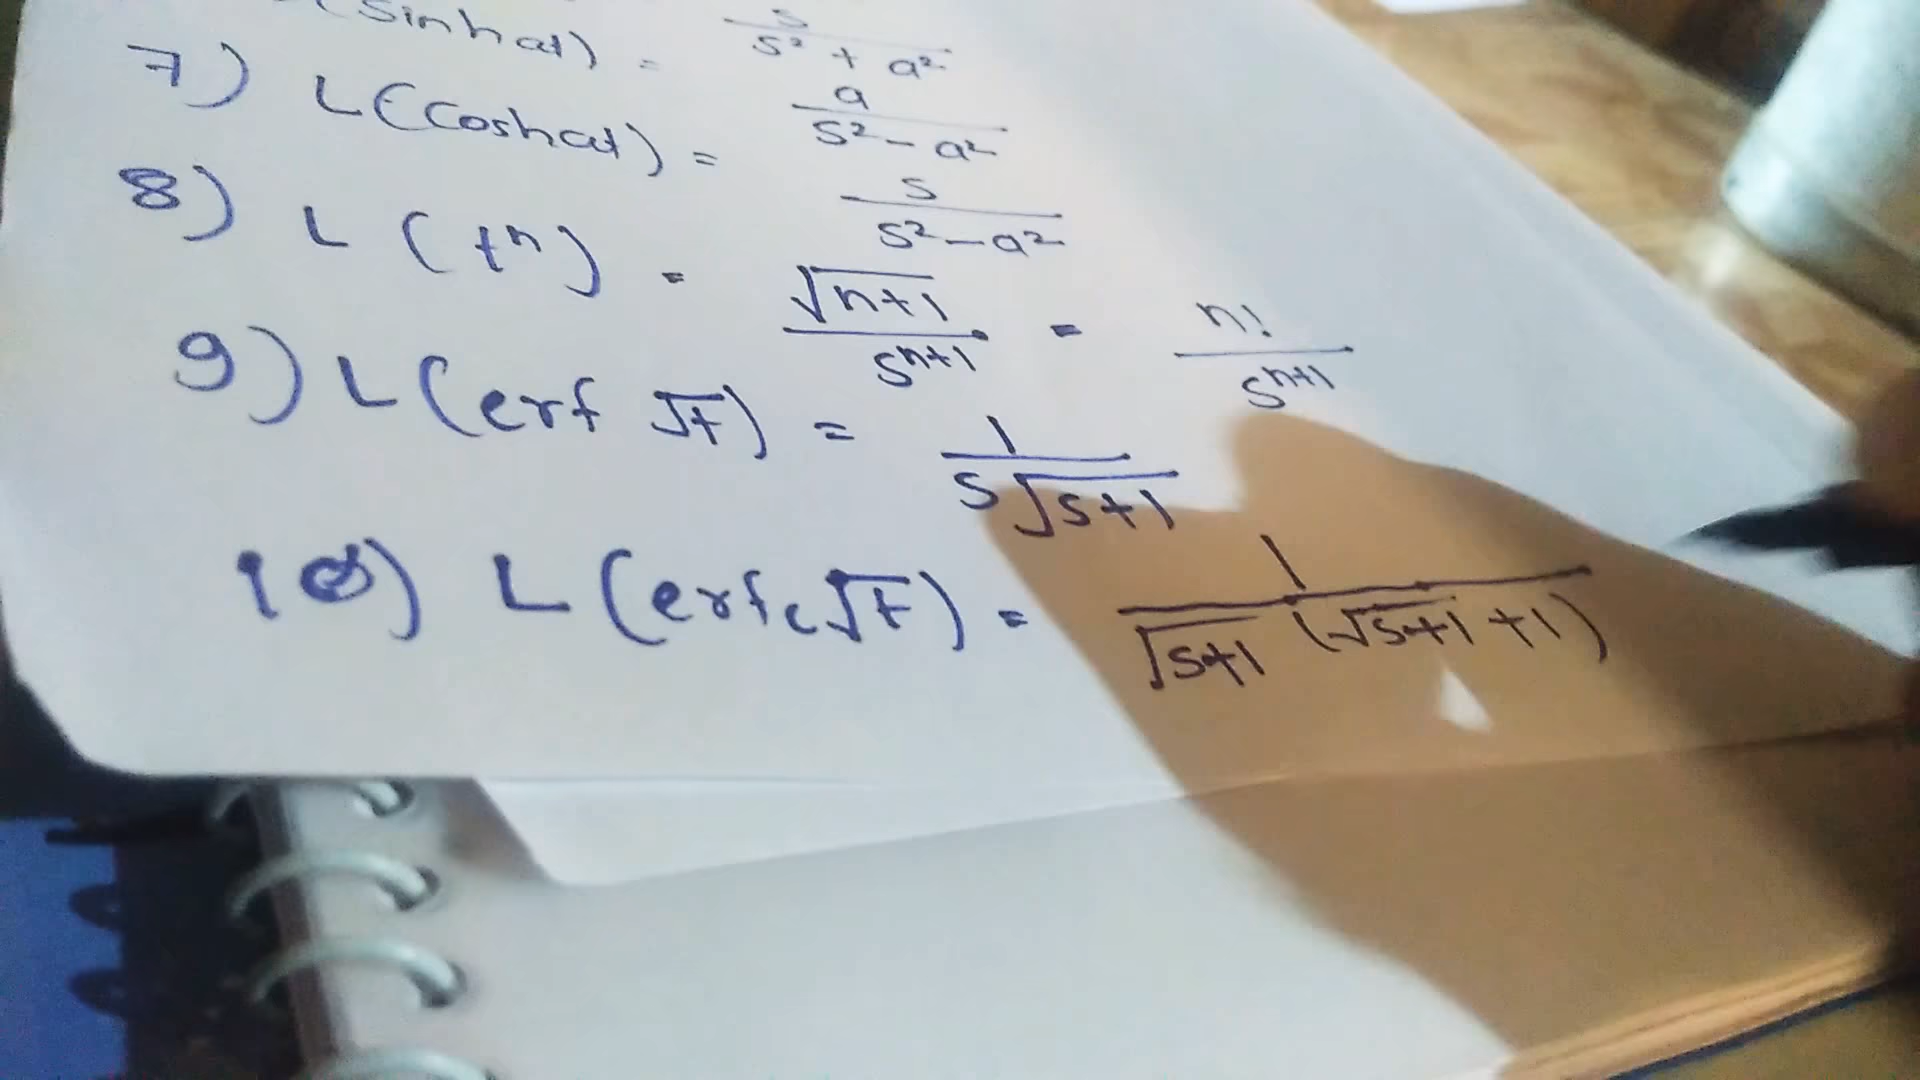 (sinhat) = s/(s² + a²)
7) L(coshat) = a/(s² - a²)
s/(s² - a²)
8) L(tⁿ) = √(n+1)/sⁿ⁺¹ = n!/sⁿ⁺¹
9) L(erf √t) = 1/(s√(s+1))
10) L(erfc√t) = 1/(√(s+1) (√(s+1) + 1))